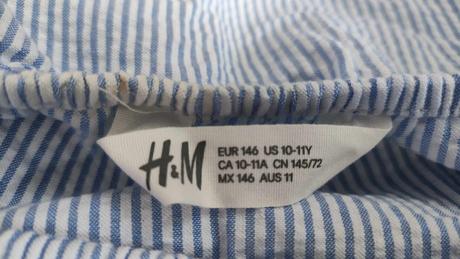 H&M
EUR 146 US 10-11Y
CA 10-11A CN 145/72
MX 146 AUS 11